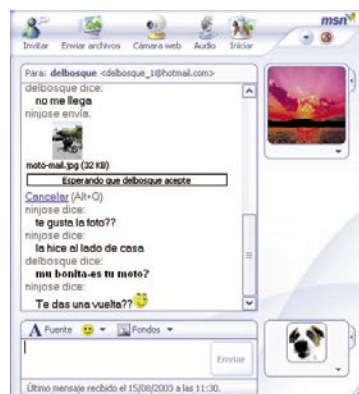 msn
Invitar Enviar archivos Cámara web Audio Iniciar
Para: delbosque <delbosque_1@hotmail.com>
delbosque dice:
no me llega
ninjose envía:
moto-mail.jpg (32 KB)
Esperando que delbosque acepte
Cancelar (Alt+Q)
ninjose dice:
te gusta la foto??
ninjose dice:
la hice al lado de casa
delbosque dice:
mu bonita-es tu moto?
ninjose dice:
Te das una vuelta??
A Fuente Fondos
Enviar
Último mensaje recibido el 15/08/2003 a las 11:30.